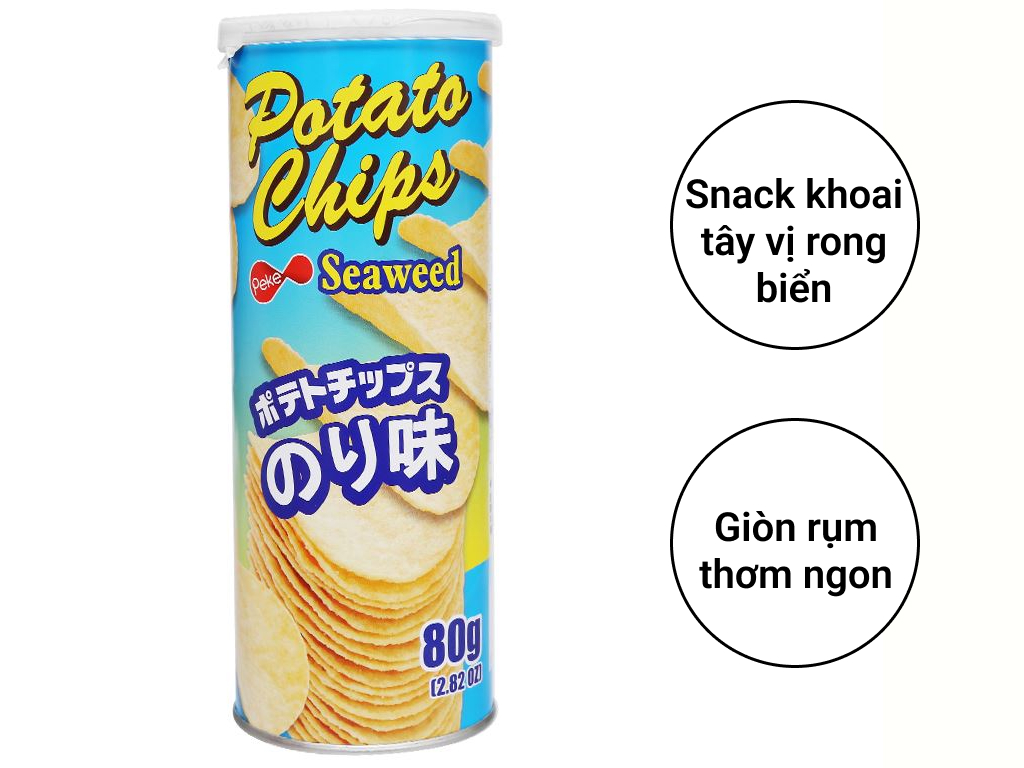 Potato
Chips
Peke
Seaweed
ポテトチップス
のり味
80g
(2.82 OZ)
Snack khoai
tây vị rong
biển
Giòn rụm
thơm ngon